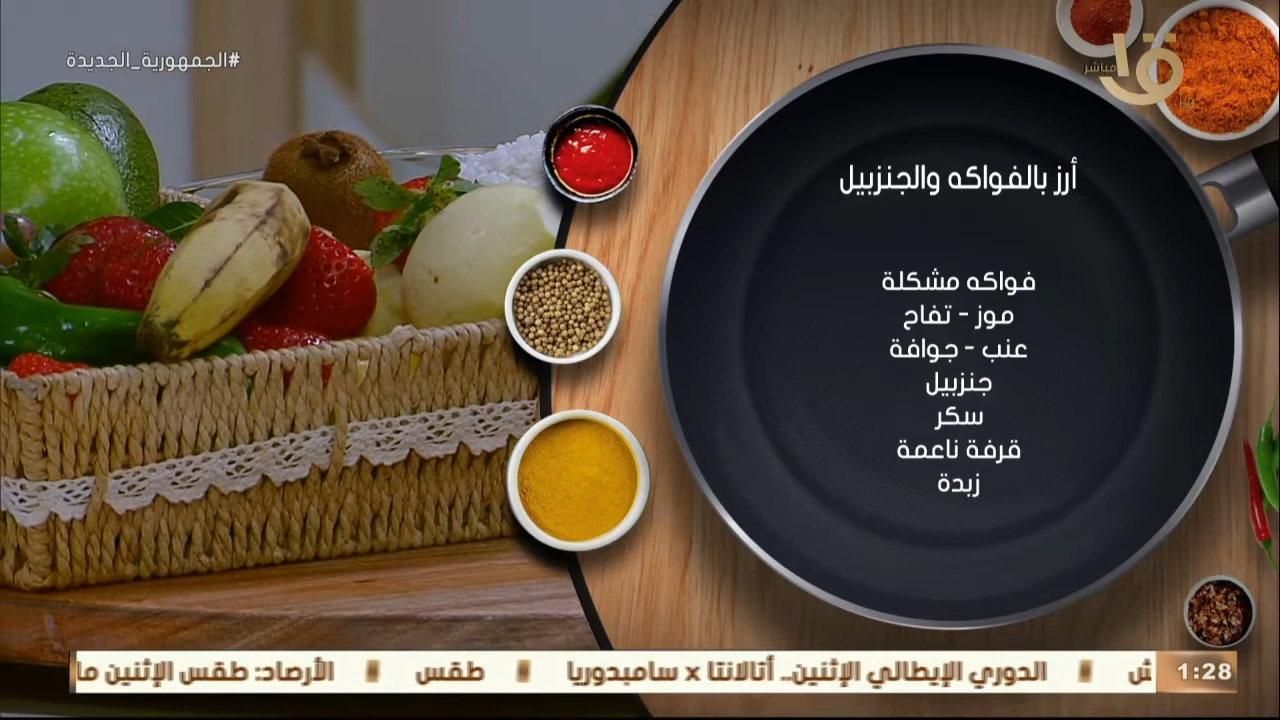 #الجمهورية_الجديدة
مباشر
HD
أرز بالفواكه والجنزبيل
فواكه مشكلة
موز - تفاح
عنب - جوافة
جنزبيل
سكر
قرفة ناعمة
زبدة
1:28
الدوري الإيطالي الإثنين.. أتالانتا x سامبدوريا ▪ طقس ▪ الأرصاد: طقس الإثنين ما